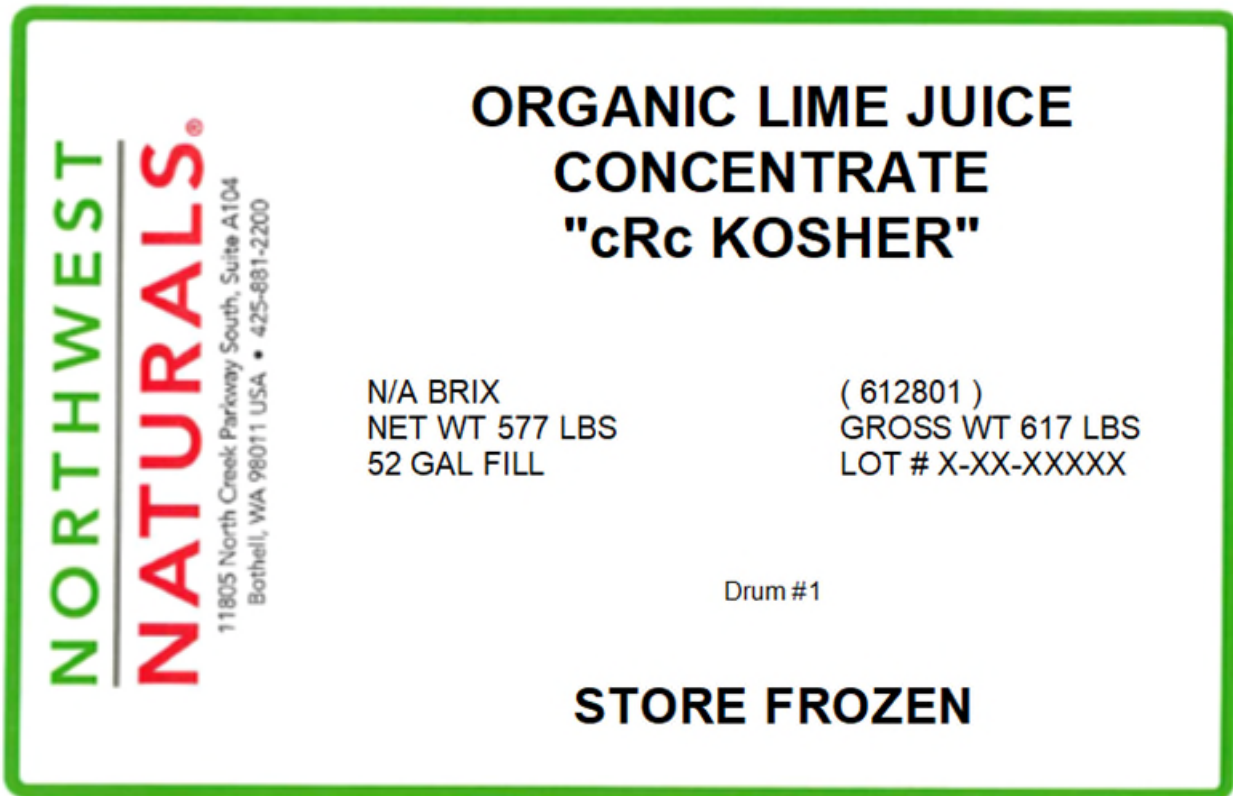 NORTHWEST
NATURALS®
11805 North Creek Parkway South, Suite A104
Bothell, WA 98011 USA • 425-881-2200
ORGANIC LIME JUICE
CONCENTRATE
"cRc KOSHER"
N/A BRIX
NET WT 577 LBS
52 GAL FILL
( 612801 )
GROSS WT 617 LBS
LOT # X-XX-XXXXX
Drum #1
STORE FROZEN